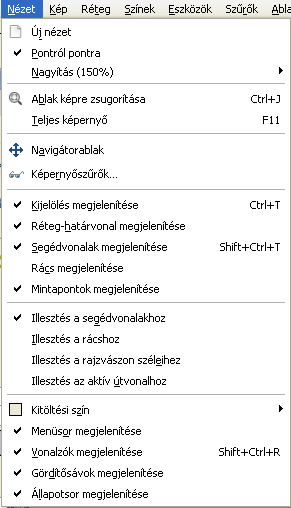 Nézet Kép Réteg Színek Eszközök Szűrők Abla
Új nézet
Pontról pontra
Nagyítás (150%)
Ablak képre zsugorítása Ctrl+J
Teljes képernyő F11
Navigátorablak
Képernyőszűrők...
Kijelölés megjelenítése Ctrl+T
Réteg-határvonal megjelenítése
Segédvonalak megjelenítése Shift+Ctrl+T
Rács megjelenítése
Mintapontok megjelenítése
Illesztés a segédvonalakhoz
Illesztés a rácshoz
Illesztés a rajzvászon széleihez
Illesztés az aktív útvonalhoz
Kitöltési szín
Menüsor megjelenítése
Vonalzók megjelenítése Shift+Ctrl+R
Gördítősávok megjelenítése
Állapotsor megjelenítése